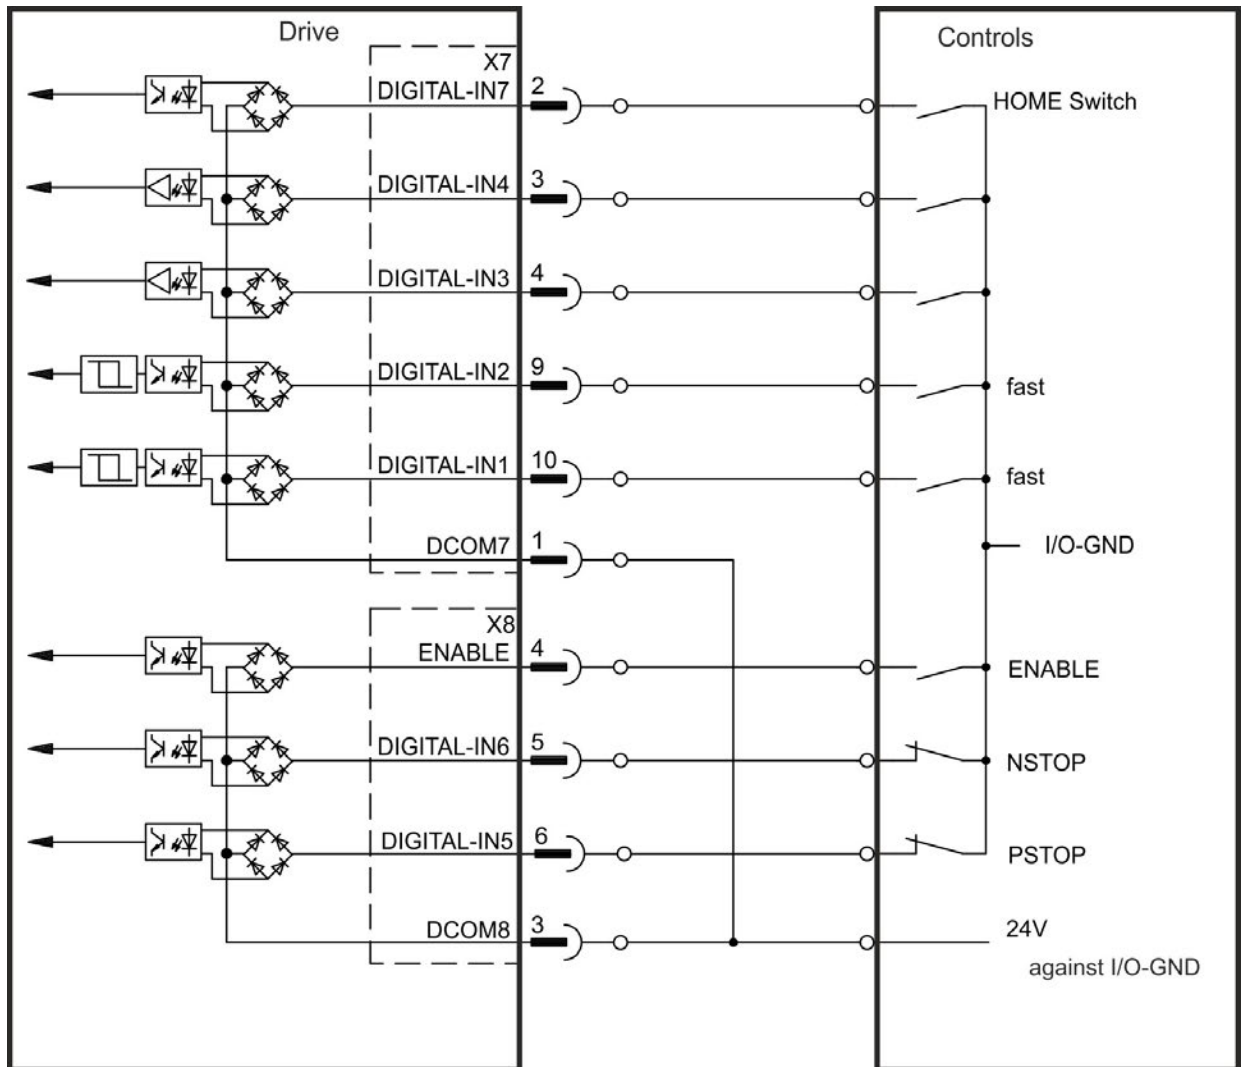 Drive
Controls
X7
DIGITAL-IN7
2
HOME Switch
DIGITAL-IN4
3
DIGITAL-IN3
4
DIGITAL-IN2
9
fast
DIGITAL-IN1
10
fast
DCOM7
1
I/O-GND
X8
ENABLE
4
ENABLE
DIGITAL-IN6
5
NSTOP
DIGITAL-IN5
6
PSTOP
DCOM8
3
24V
against I/O-GND